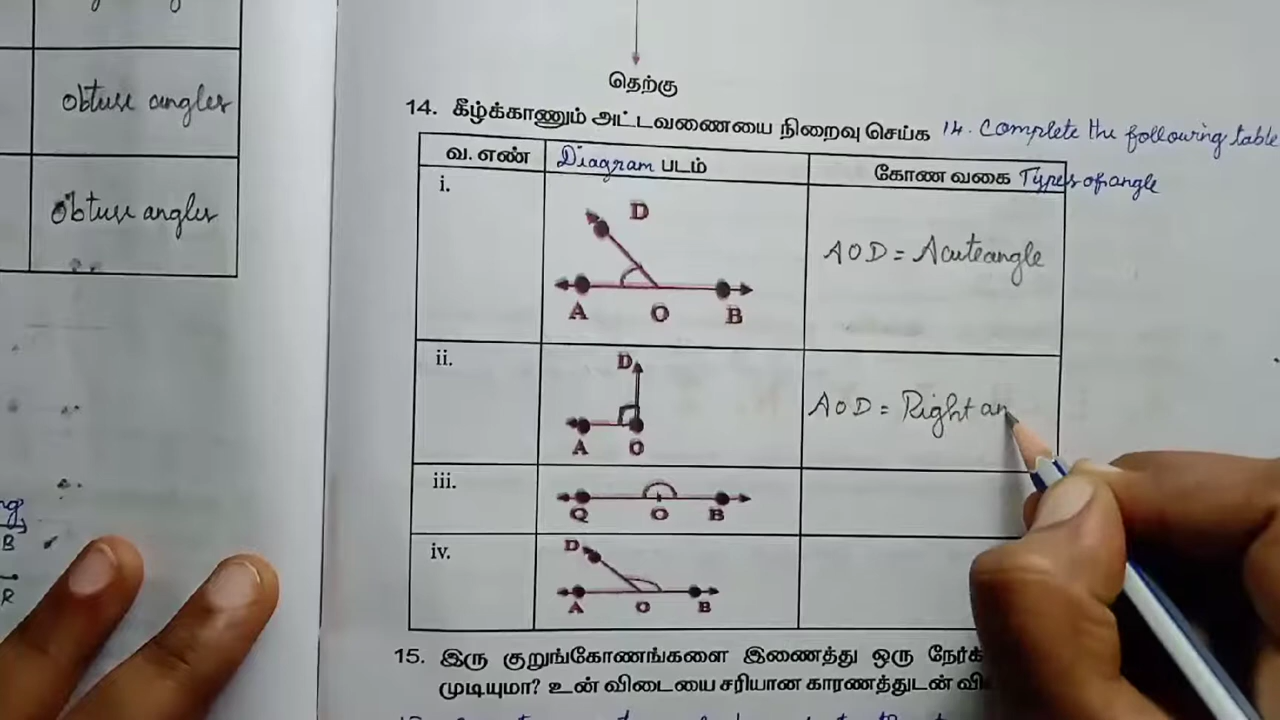 obtuse angles
obtuse angles
B
R
தெற்கு
14. கீழ்க்காணும் அட்டவணையை நிறைவு செய்க 14. Complete the following table
வ. எண் Diagram படம் கோண வகை Types of angle
i.
D
A O B
AOD = Acuteangle
ii.
D
A O
AOD = Right an
iii.
Q O B
iv.
D
A O B
15. இரு குறுங்கோணங்களை இணைத்து ஒரு
முடியுமா? உன் விடையை சரியான காரணத்துடன்